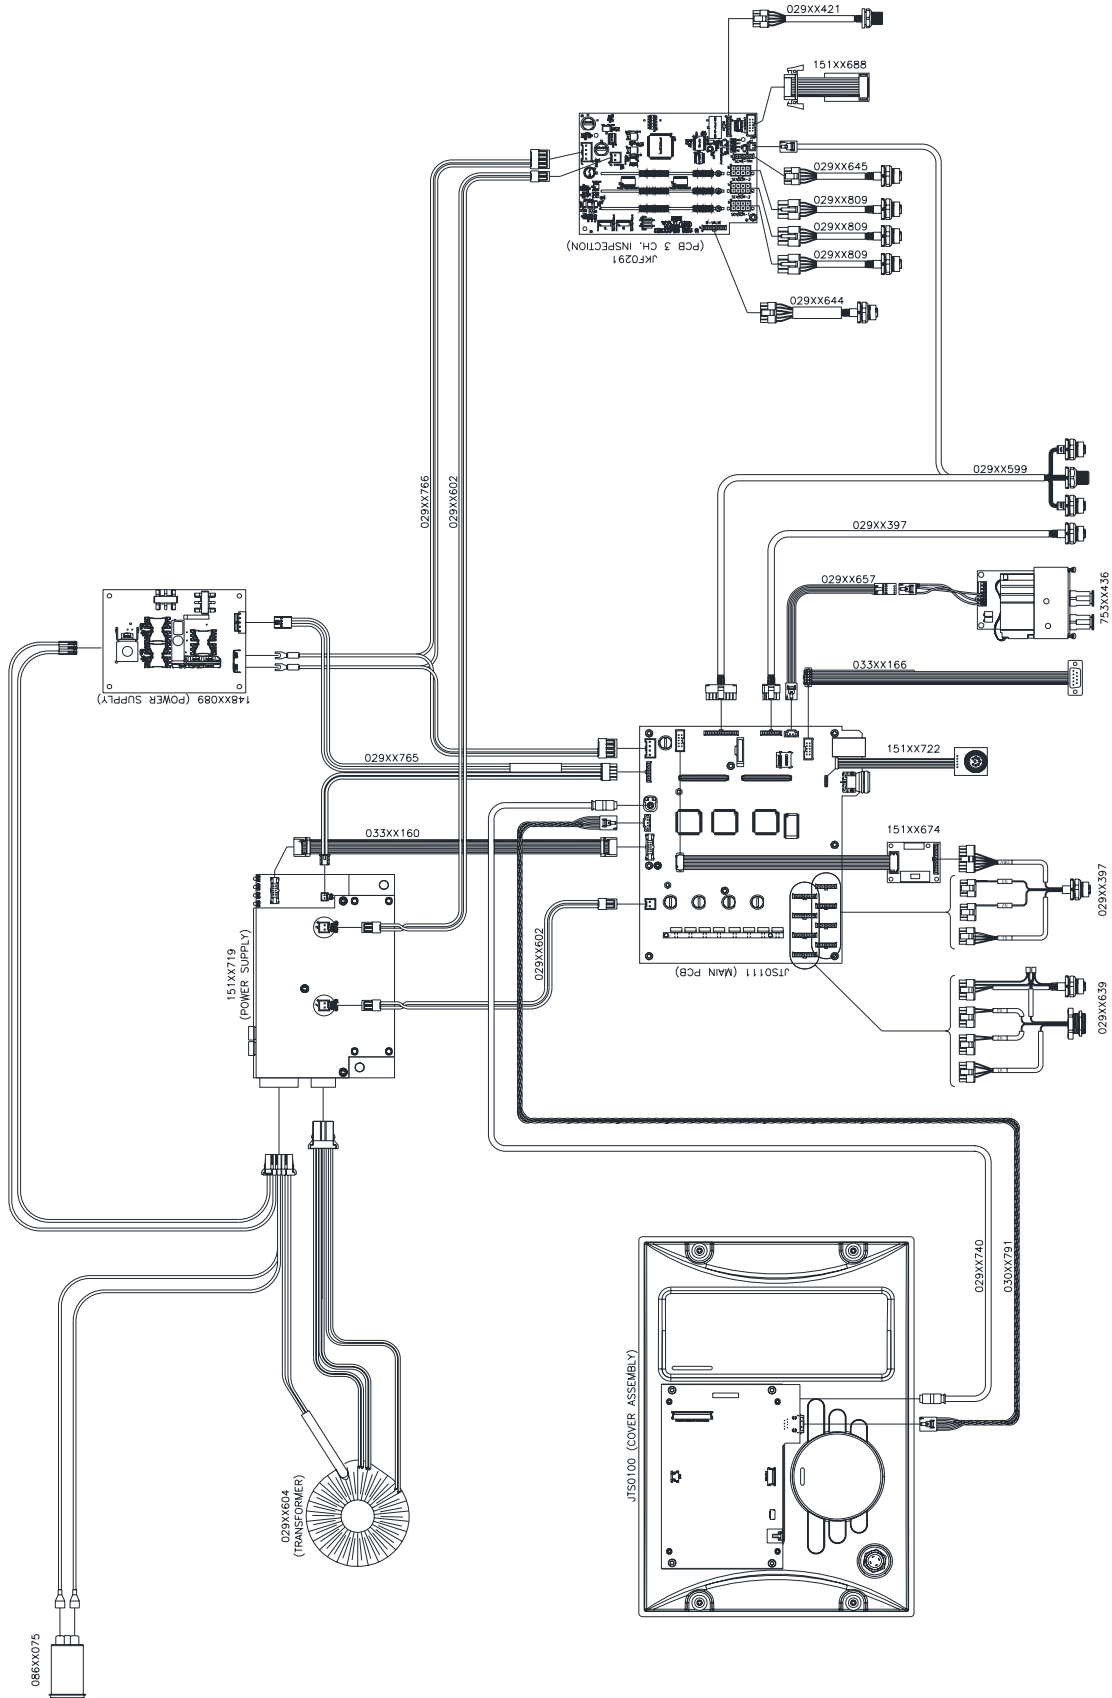 029XX421
151XX688
029XX645
029XX809
029XX809
029XX809
JKF0291
(PCB 3 CH. INSPECTION)
029XX644
029XX766
029XX602
029XX599
029XX397
029XX657
753XX436
033XX166
148XX089 (POWER SUPPLY)
029XX765
151XX722
033XX160
151XX674
029XX397
151XX719
(POWER SUPPLY)
029XX602
JTS0111 (MAIN PCB)
029XX639
029XX740
030XX791
JTS0100 (COVER ASSEMBLY)
029XX604
(TRANSFORMER)
086XX075